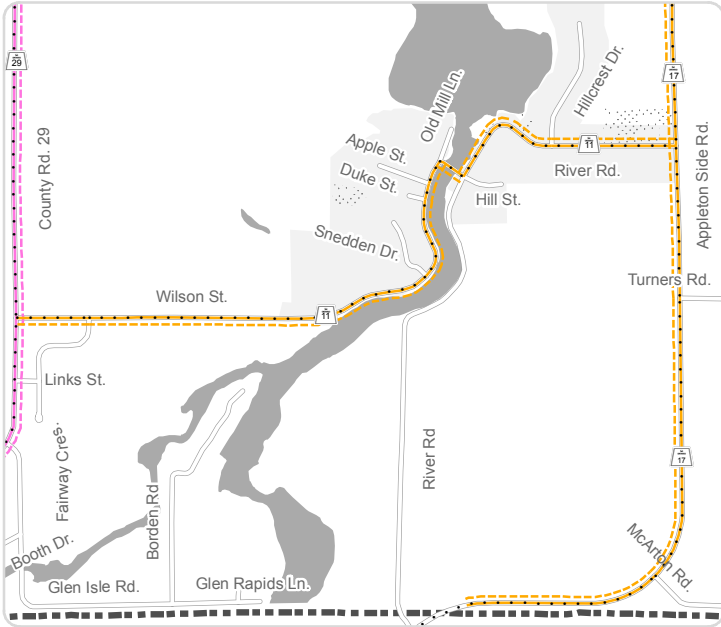 29
17
Hillcrest Dr.
Old Mill Ln.
County Rd. 29
Appleton Side Rd.
Apple St.
11
River Rd.
Duke St.
Hill St.
Snedden Dr.
Turners Rd.
Wilson St.
11
Links St.
Fairway Cres.
River Rd
17
Borden Rd
Booth Dr.
McArton Rd.
Glen Isle Rd.
Glen Rapids Ln.